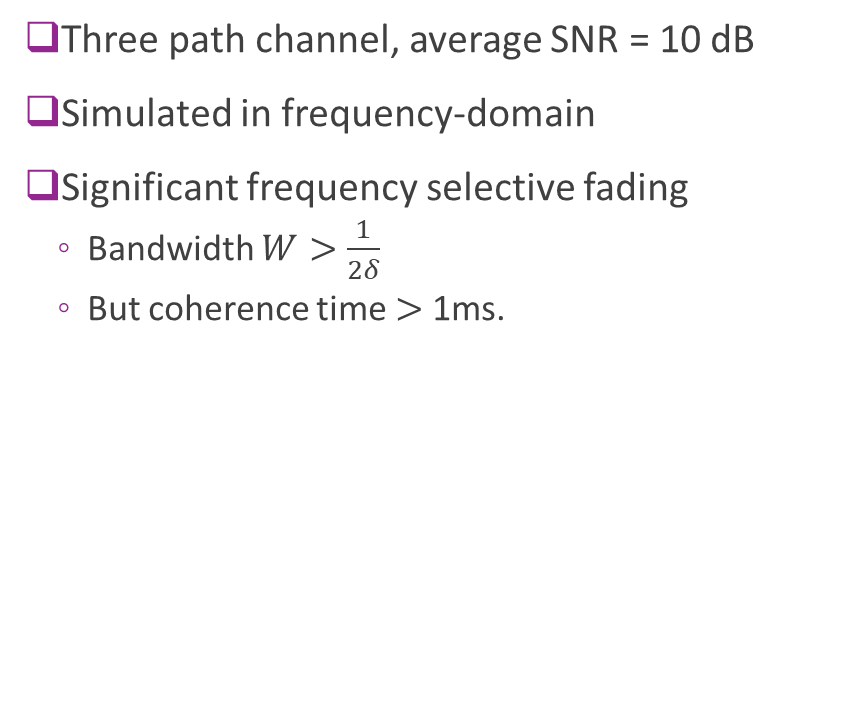 ❑Three path channel, average SNR = 10 dB
❑Simulated in frequency-domain
❑Significant frequency selective fading
◦ Bandwidth W > 1/2δ
◦ But coherence time > 1ms.